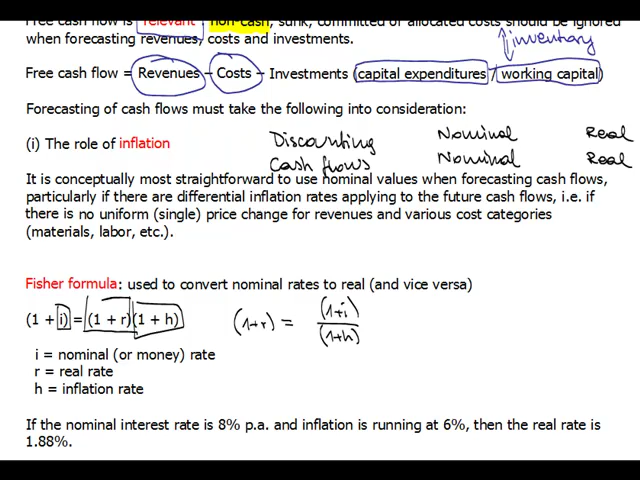 Free cash flow is relevant: non-cash, sunk, committed or allocated costs should be ignored
when forecasting revenues, costs and investments.
inventory
Free cash flow = Revenues – Costs – Investments (capital expenditures / working capital)
Forecasting of cash flows must take the following into consideration:
(i) The role of inflation
Discounting Nominal Real
Cash flows Nominal Real
It is conceptually most straightforward to use nominal values when forecasting cash flows,
particularly if there are differential inflation rates applying to the future cash flows, i.e. if
there is no uniform (single) price change for revenues and various cost categories
(materials, labor, etc.).
Fisher formula: used to convert nominal rates to real (and vice versa)
(1 + i) = (1 + r)(1 + h) (1+r) = (1+i)/(1+h)
i = nominal (or money) rate
r = real rate
h = inflation rate
If the nominal interest rate is 8% p.a. and inflation is running at 6%, then the real rate is
1.88%.